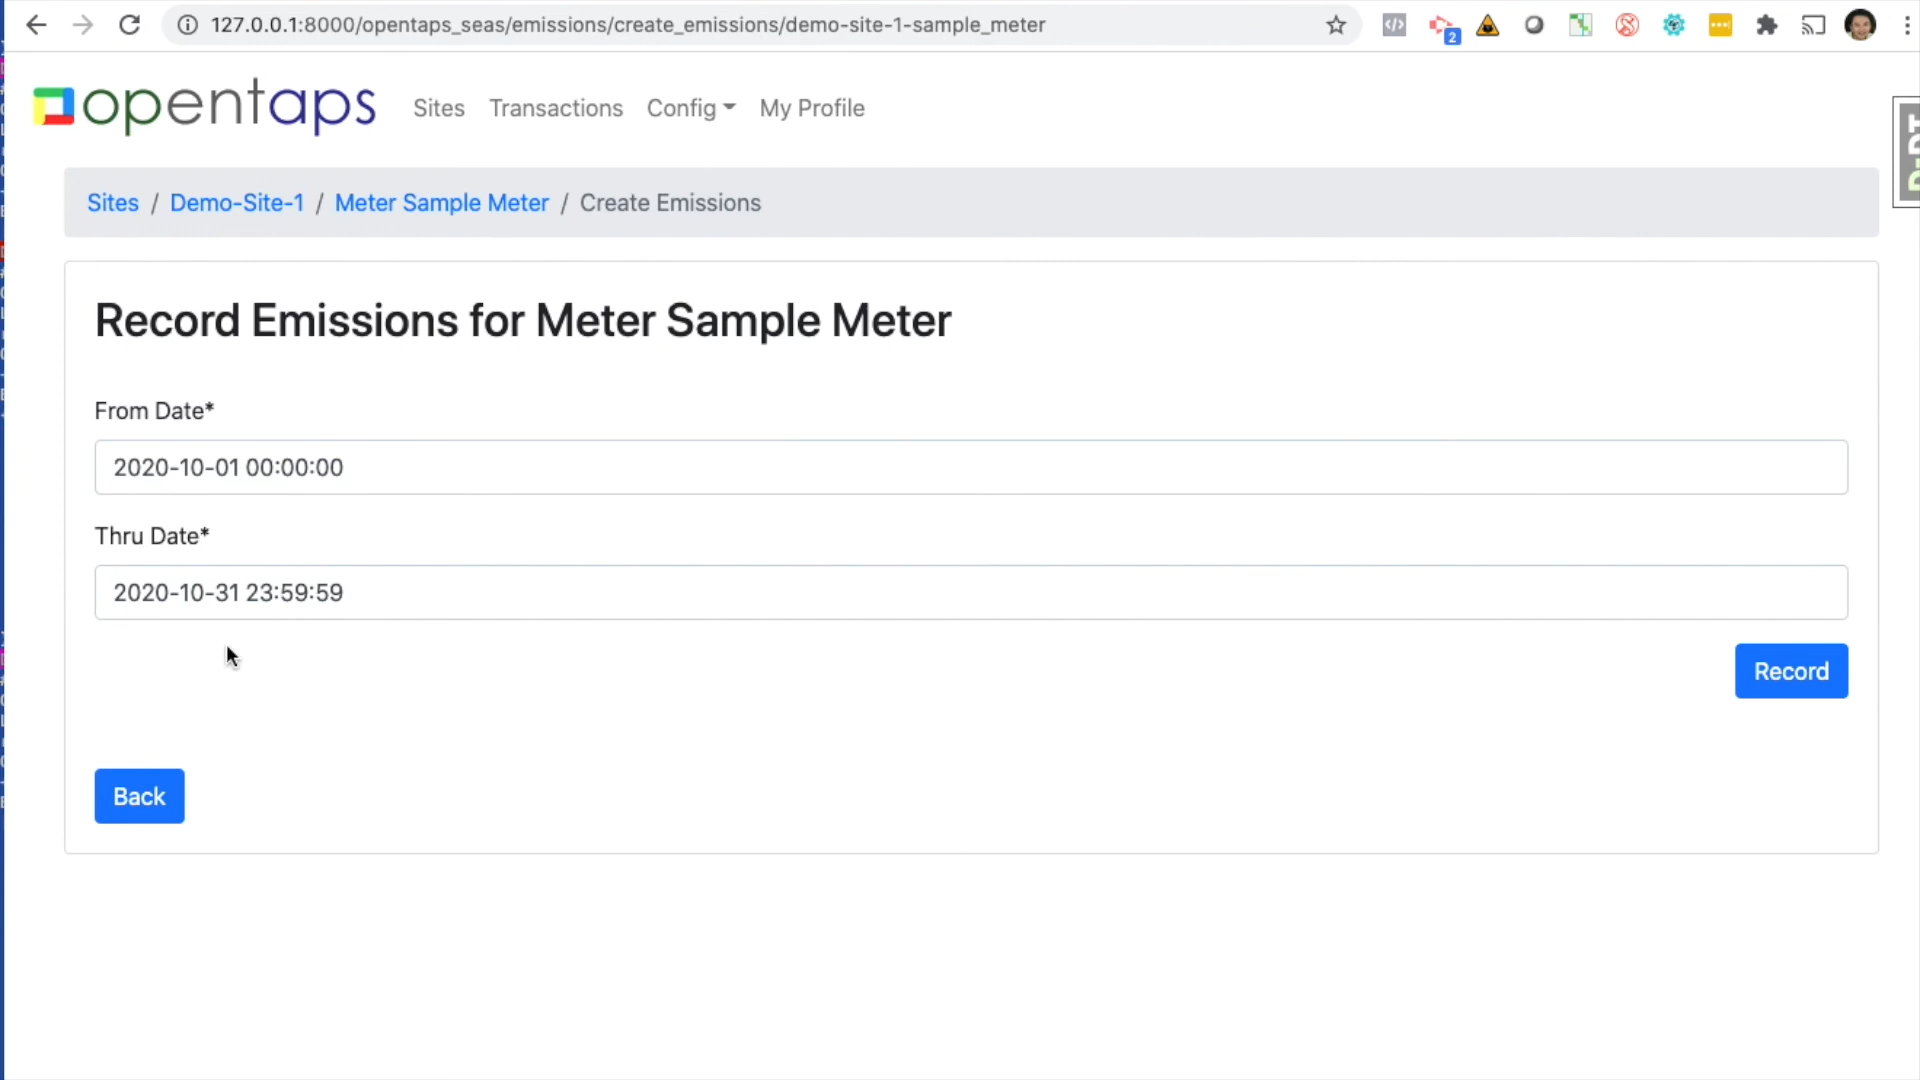 127.0.0.1:8000/opentaps_seas/emissions/create_emissions/demo-site-1-sample_meter
2
opentaps Sites Transactions Config My Profile
DjDT
Sites / Demo-Site-1 / Meter Sample Meter / Create Emissions
Record Emissions for Meter Sample Meter
From Date*
2020-10-01 00:00:00
Thru Date*
2020-10-31 23:59:59
Record
Back